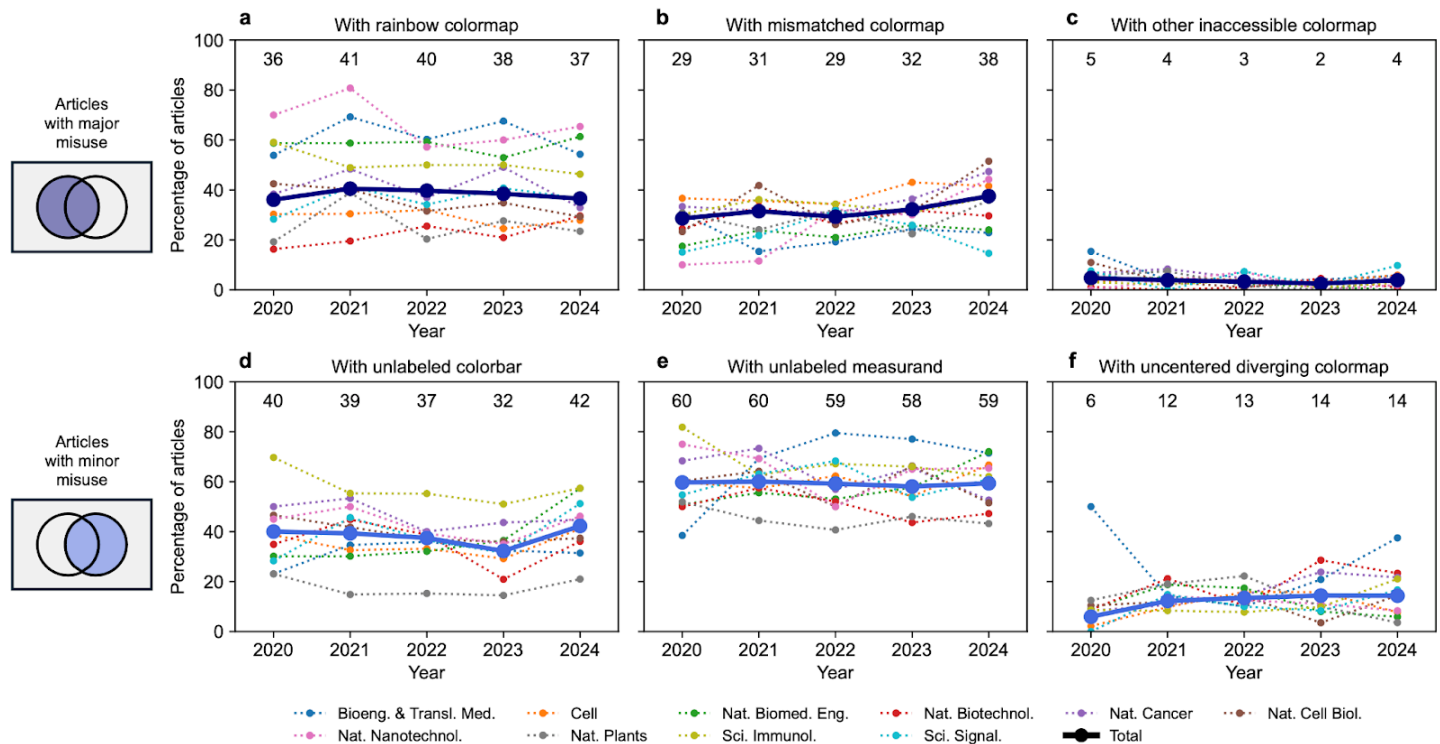 a
With rainbow colormap
Percentage of articles
100
80
60
40
20
0
36 41 40 38 37
2020 2021 2022 2023 2024
Year
b
With mismatched colormap
29 31 29 32 38
2020 2021 2022 2023 2024
Year
c
With other inaccessible colormap
5 4 3 2 4
2020 2021 2022 2023 2024
Year
Articles
with major
misuse
d
With unlabeled colorbar
Percentage of articles
100
80
60
40
20
0
40 39 37 32 42
2020 2021 2022 2023 2024
Year
e
With unlabeled measurand
60 60 59 58 59
2020 2021 2022 2023 2024
Year
f
With uncentered diverging colormap
6 12 13 14 14
2020 2021 2022 2023 2024
Year
Articles
with minor
misuse
Bioeng. & Transl. Med. Cell Nat. Biomed. Eng. Nat. Biotechnol. Nat. Cancer Nat. Cell Biol.
Nat. Nanotechnol. Nat. Plants Sci. Immunol. Sci. Signal. Total